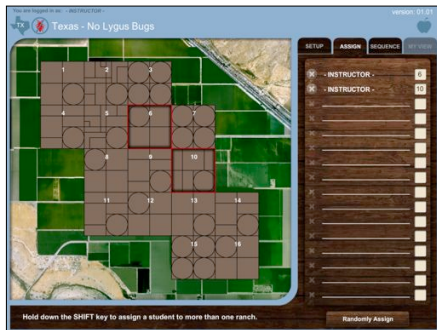 You are logged in as: - INSTRUCTOR -
version: 01.01
TX
Texas - No Lygus Bugs
SETUP
ASSIGN
SEQUENCE
MY VIEW
- INSTRUCTOR - 6
- INSTRUCTOR - 10
1 2 3
4 5 6 7
8 9 10
11 12 13 14
15 16
Hold down the SHIFT key to assign a student to more than one ranch.
Randomly Assign